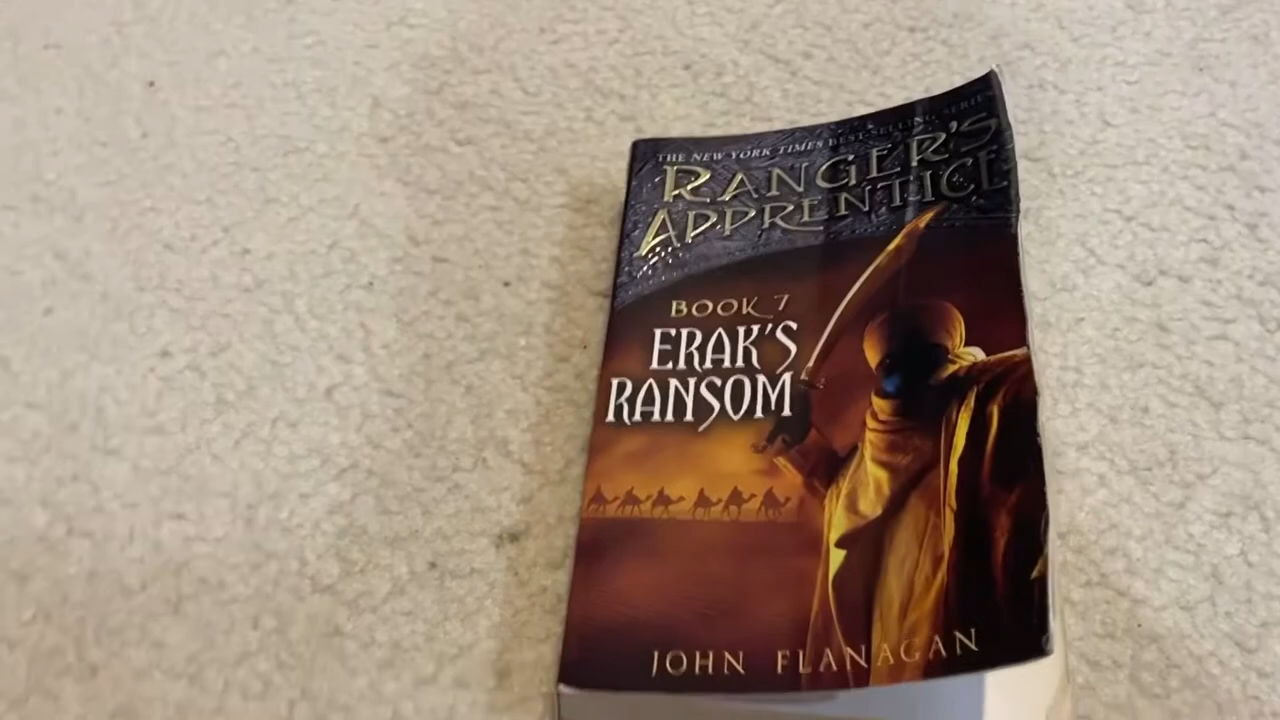 THE NEW YORK TIMES BEST-SELLING SERIES
RANGER'S
APPRENTICE
BOOK 7
ERAK'S
RANSOM
JOHN FLANAGAN